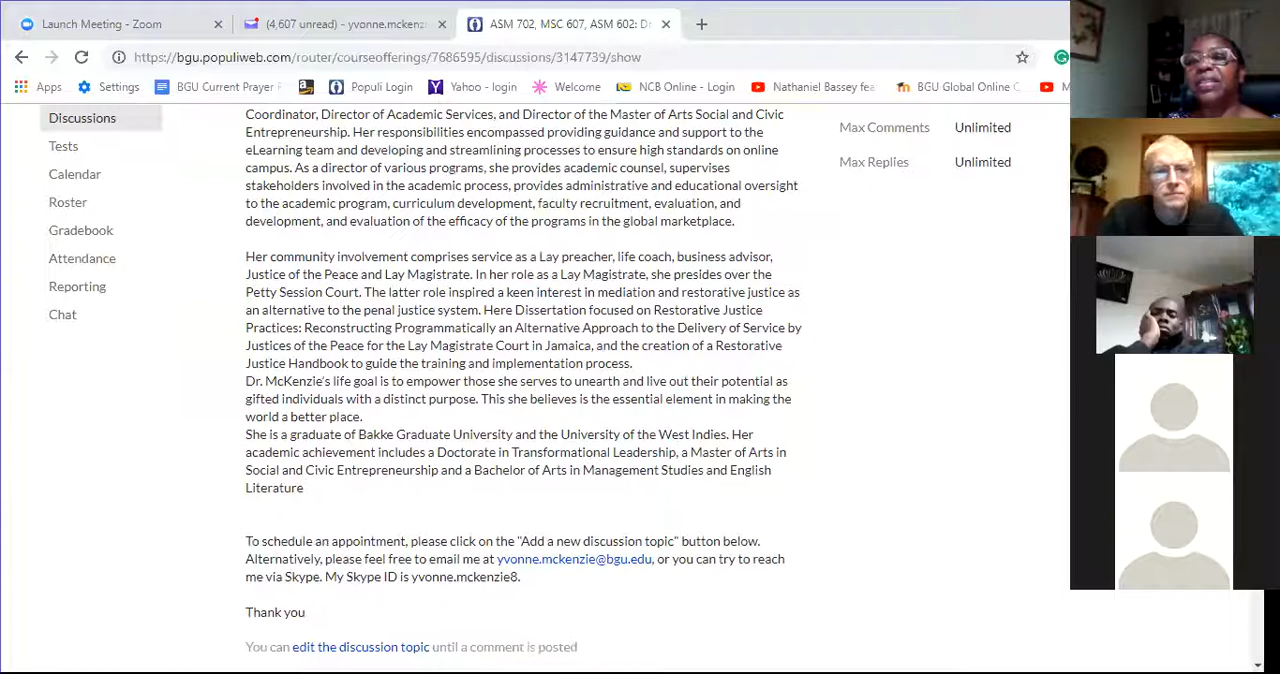 Launch Meeting - Zoom
(4,607 unread) - yvonne.mckenzi
ASM 702, MSC 607, ASM 602: Dr
https://bgu.populiweb.com/router/courseofferings/7686595/discussions/3147739/show
Apps
Settings
BGU Current Prayer
Populi Login
Yahoo - login
Welcome
NCB Online - Login
Nathaniel Bassey fea
BGU Global Online C
Discussions
Tests
Calendar
Roster
Gradebook
Attendance
Reporting
Chat
Coordinator, Director of Academic Services, and Director of the Master of Arts Social and Civic
Entrepreneurship. Her responsibilities encompassed providing guidance and support to the
eLearning team and developing and streamlining processes to ensure high standards on online
campus. As a director of various programs, she provides academic counsel, supervises
stakeholders involved in the academic process, provides administrative and educational oversight
to the academic program, curriculum development, faculty recruitment, evaluation, and
development, and evaluation of the efficacy of the programs in the global marketplace.
Her community involvement comprises service as a Lay preacher, life coach, business advisor,
Justice of the Peace and Lay Magistrate. In her role as a Lay Magistrate, she presides over the
Petty Session Court. The latter role inspired a keen interest in mediation and restorative justice as
an alternative to the penal justice system. Here Dissertation focused on Restorative Justice
Practices: Reconstructing Programmatically an Alternative Approach to the Delivery of Service by
Justices of the Peace for the Lay Magistrate Court in Jamaica, and the creation of a Restorative
Justice Handbook to guide the training and implementation process.
Dr. McKenzie's life goal is to empower those she serves to unearth and live out their potential as
gifted individuals with a distinct purpose. This she believes is the essential element in making the
world a better place.
She is a graduate of Bakke Graduate University and the University of the West Indies. Her
academic achievement includes a Doctorate in Transformational Leadership, a Master of Arts in
Social and Civic Entrepreneurship and a Bachelor of Arts in Management Studies and English
Literature
To schedule an appointment, please click on the "Add a new discussion topic" button below.
Alternatively, please feel free to email me at yvonne.mckenzie@bgu.edu, or you can try to reach
me via Skype. My Skype ID is yvonne.mckenzie8.
Thank you
You can edit the discussion topic until a comment is posted
Max Comments Unlimited
Max Replies Unlimited